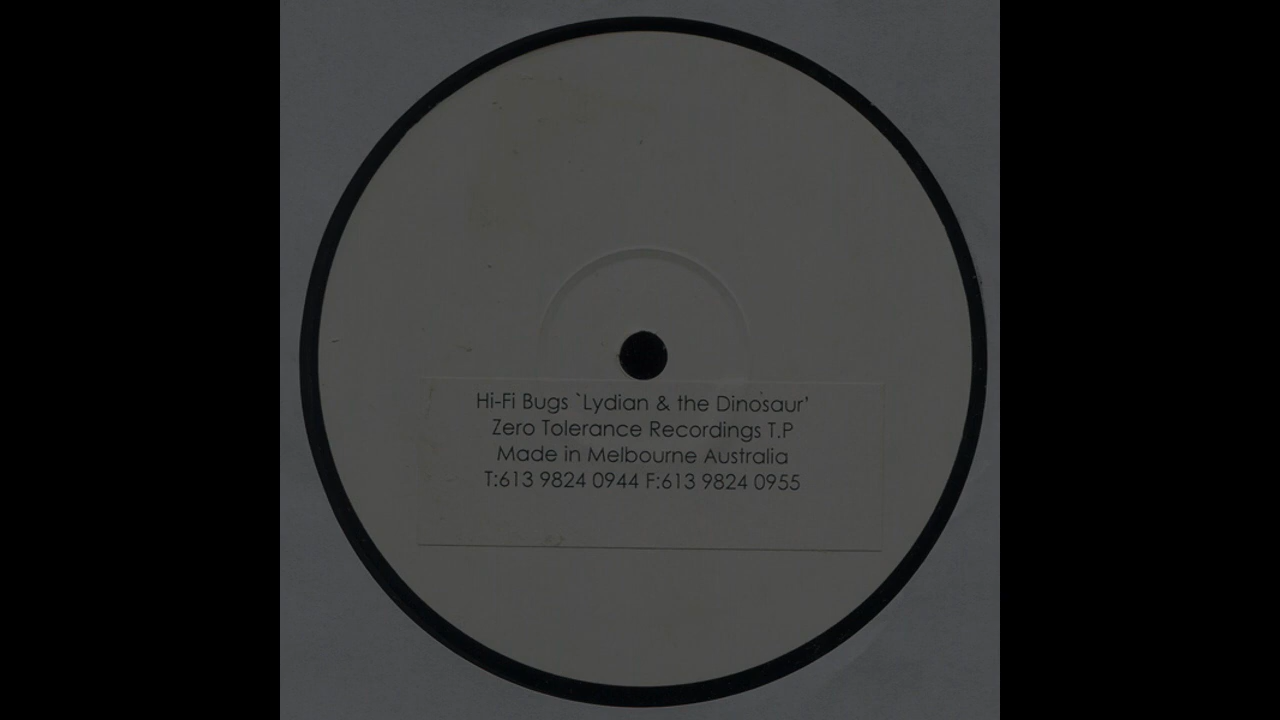 Hi-Fi Bugs `Lydian & the Dinosaur'
Zero Tolerance Recordings T.P
Made in Melbourne Australia
T:613 9824 0944 F:613 9824 0955